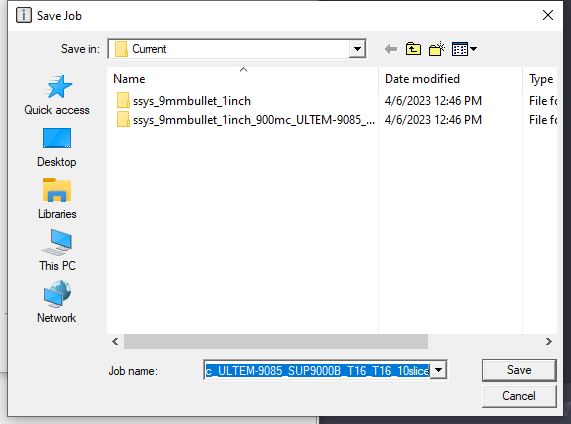 Save Job
Save in: Current
Name Date modified Type
ssys_9mmbullet_1inch 4/6/2023 12:46 PM File fo
ssys_9mmbullet_1inch_900mc_ULTEM-9085_... 4/6/2023 12:46 PM File fo
Quick access
Desktop
Libraries
This PC
Network
Job name: c_ULTEM-9085_SUP9000B_T16_T16_10slice
Save
Cancel